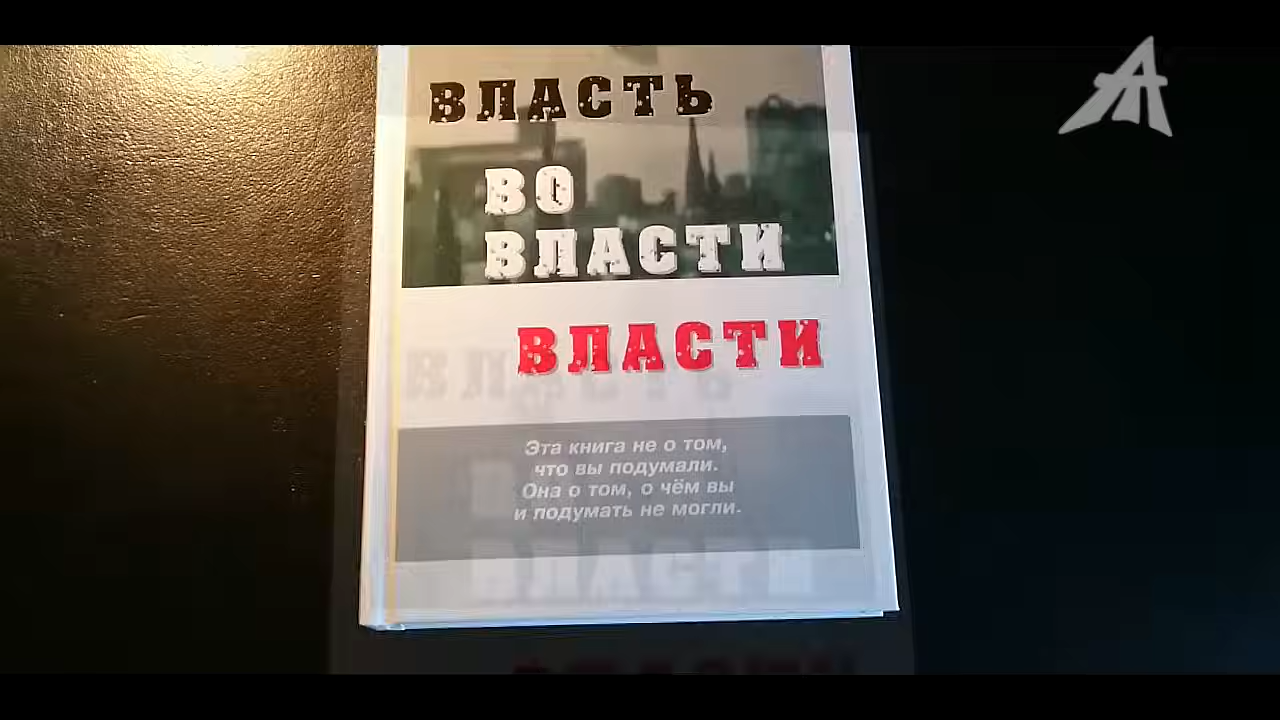 ВЛАСТЬ
ВО
ВЛАСТИ
ВЛАСТИ
Эта книга не о том,
что вы подумали.
Она о том, о чём вы
и подумать не могли.